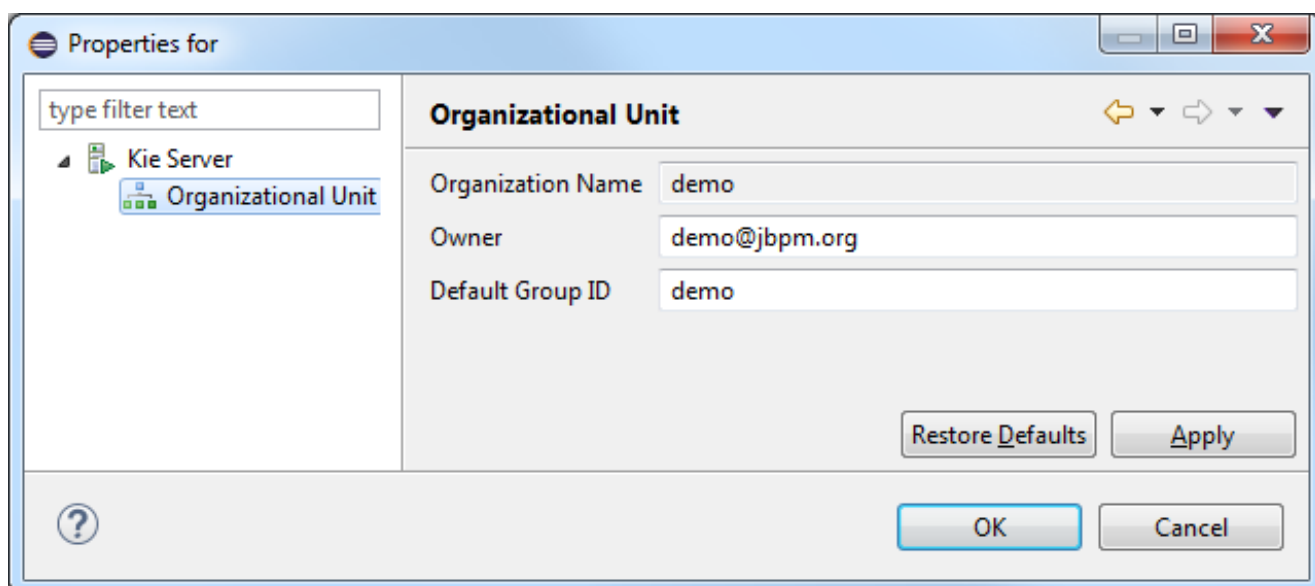 Properties for
type filter text
Kie Server
Organizational Unit
Organizational Unit
Organization Name demo
Owner demo@jbpm.org
Default Group ID demo
Restore Defaults Apply
? OK Cancel